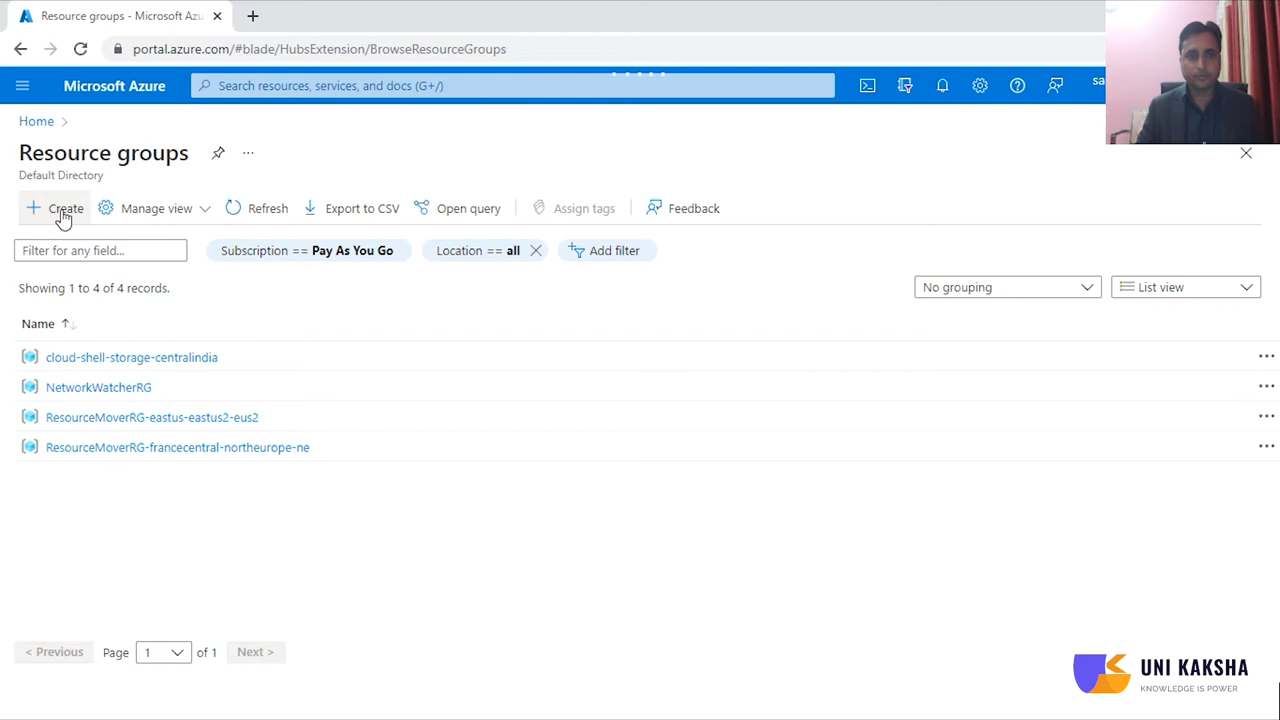 Resource groups - Microsoft Azu
portal.azure.com/#blade/HubsExtension/BrowseResourceGroups
Microsoft Azure
Search resources, services, and docs (G+/)
sa
Home
Resource groups
Default Directory
Create
Manage view
Refresh
Export to CSV
Open query
Assign tags
Feedback
Filter for any field...
Subscription == Pay As You Go
Location == all
Add filter
Showing 1 to 4 of 4 records.
No grouping
List view
Name
cloud-shell-storage-centralindia
NetworkWatcherRG
ResourceMoverRG-eastus-eastus2-eus2
ResourceMoverRG-francecentral-northeurope-ne
< Previous
Page 1 of 1
Next >
UNI KAKSHA
KNOWLEDGE IS POWER